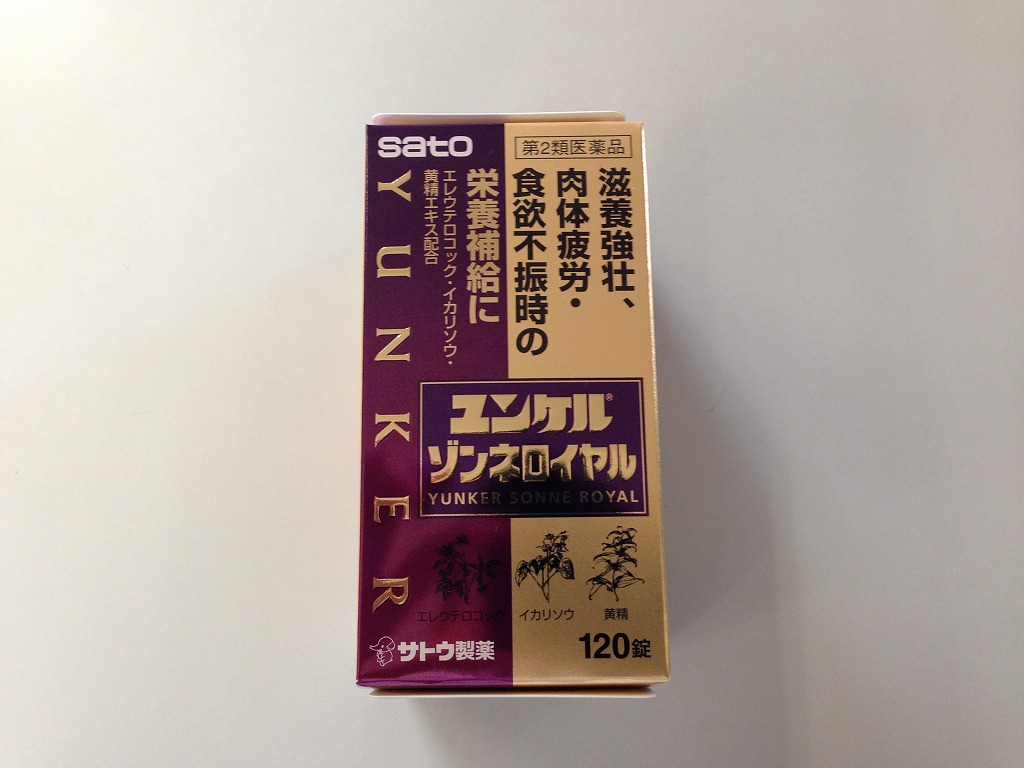 sato
第2類医薬品
滋養強壮、
肉体疲労・
食欲不振時の
栄養補給に
エレウテロコック・イカリソウ・
黄精エキス配合
YUNKER
ユンケル®
ゾンネロイヤル
YUNKER SONNE ROYAL
エレウテロコック
イカリソウ
黄精
サトウ製薬
120錠